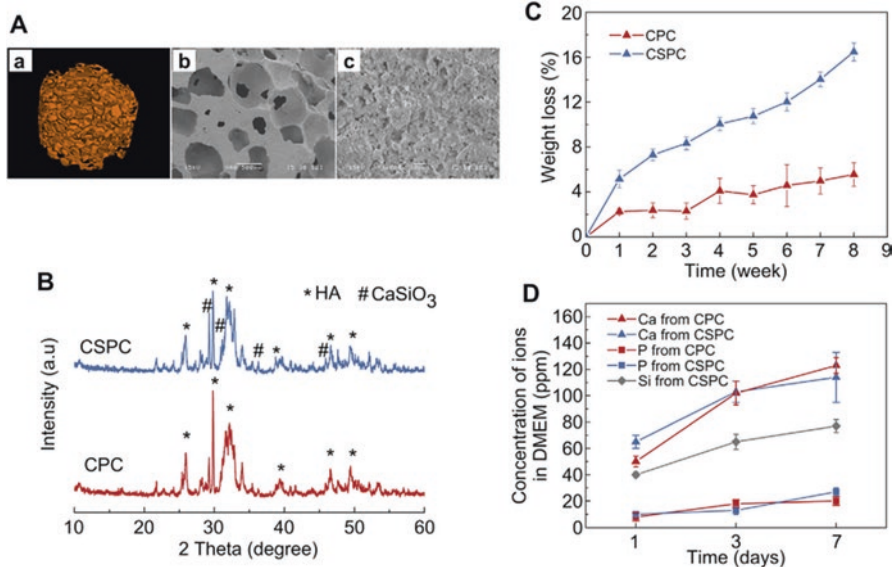 A
a
b
c
B
*HA #CaSiO3
CSPC
CPC
Intensity (a.u)
10 20 30 40 50 60
2 Theta (degree)
C
CPC
CSPC
Weight loss (%)
16
12
8
4
0
0 1 2 3 4 5 6 7 8 9
Time (week)
D
Ca from CPC
Ca from CSPC
P from CPC
P from CSPC
Si from CSPC
Concentration of ions
in DMEM (ppm)
160
140
120
100
80
60
40
20
0
1 3 7
Time (days)